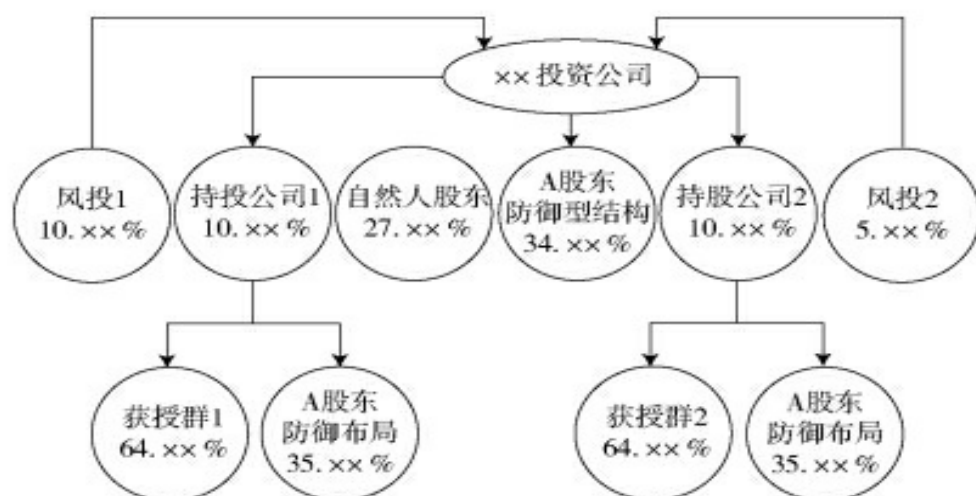 ×× 投资公司
风投1
10. ×× %
持投公司1
10. ×× %
自然人股东
27. ×× %
A股东
防御型结构
34. ×× %
持股公司2
10. ×× %
风投2
5. ×× %
获授群1
64. ×× %
A股东
防御布局
35. ×× %
获授群2
64. ×× %
A股东
防御布局
35. ×× %